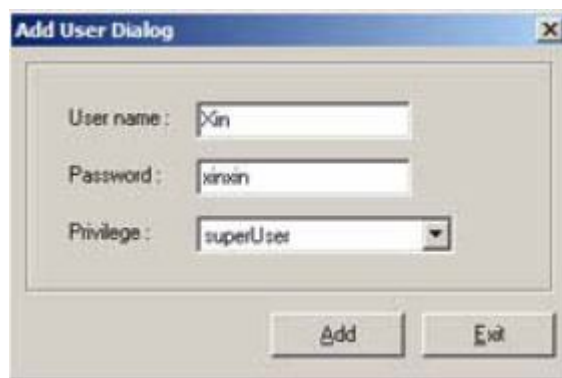 Add User Dialog
User name : Xin
Password : xinxin
Privilege : superUser
Add Exit